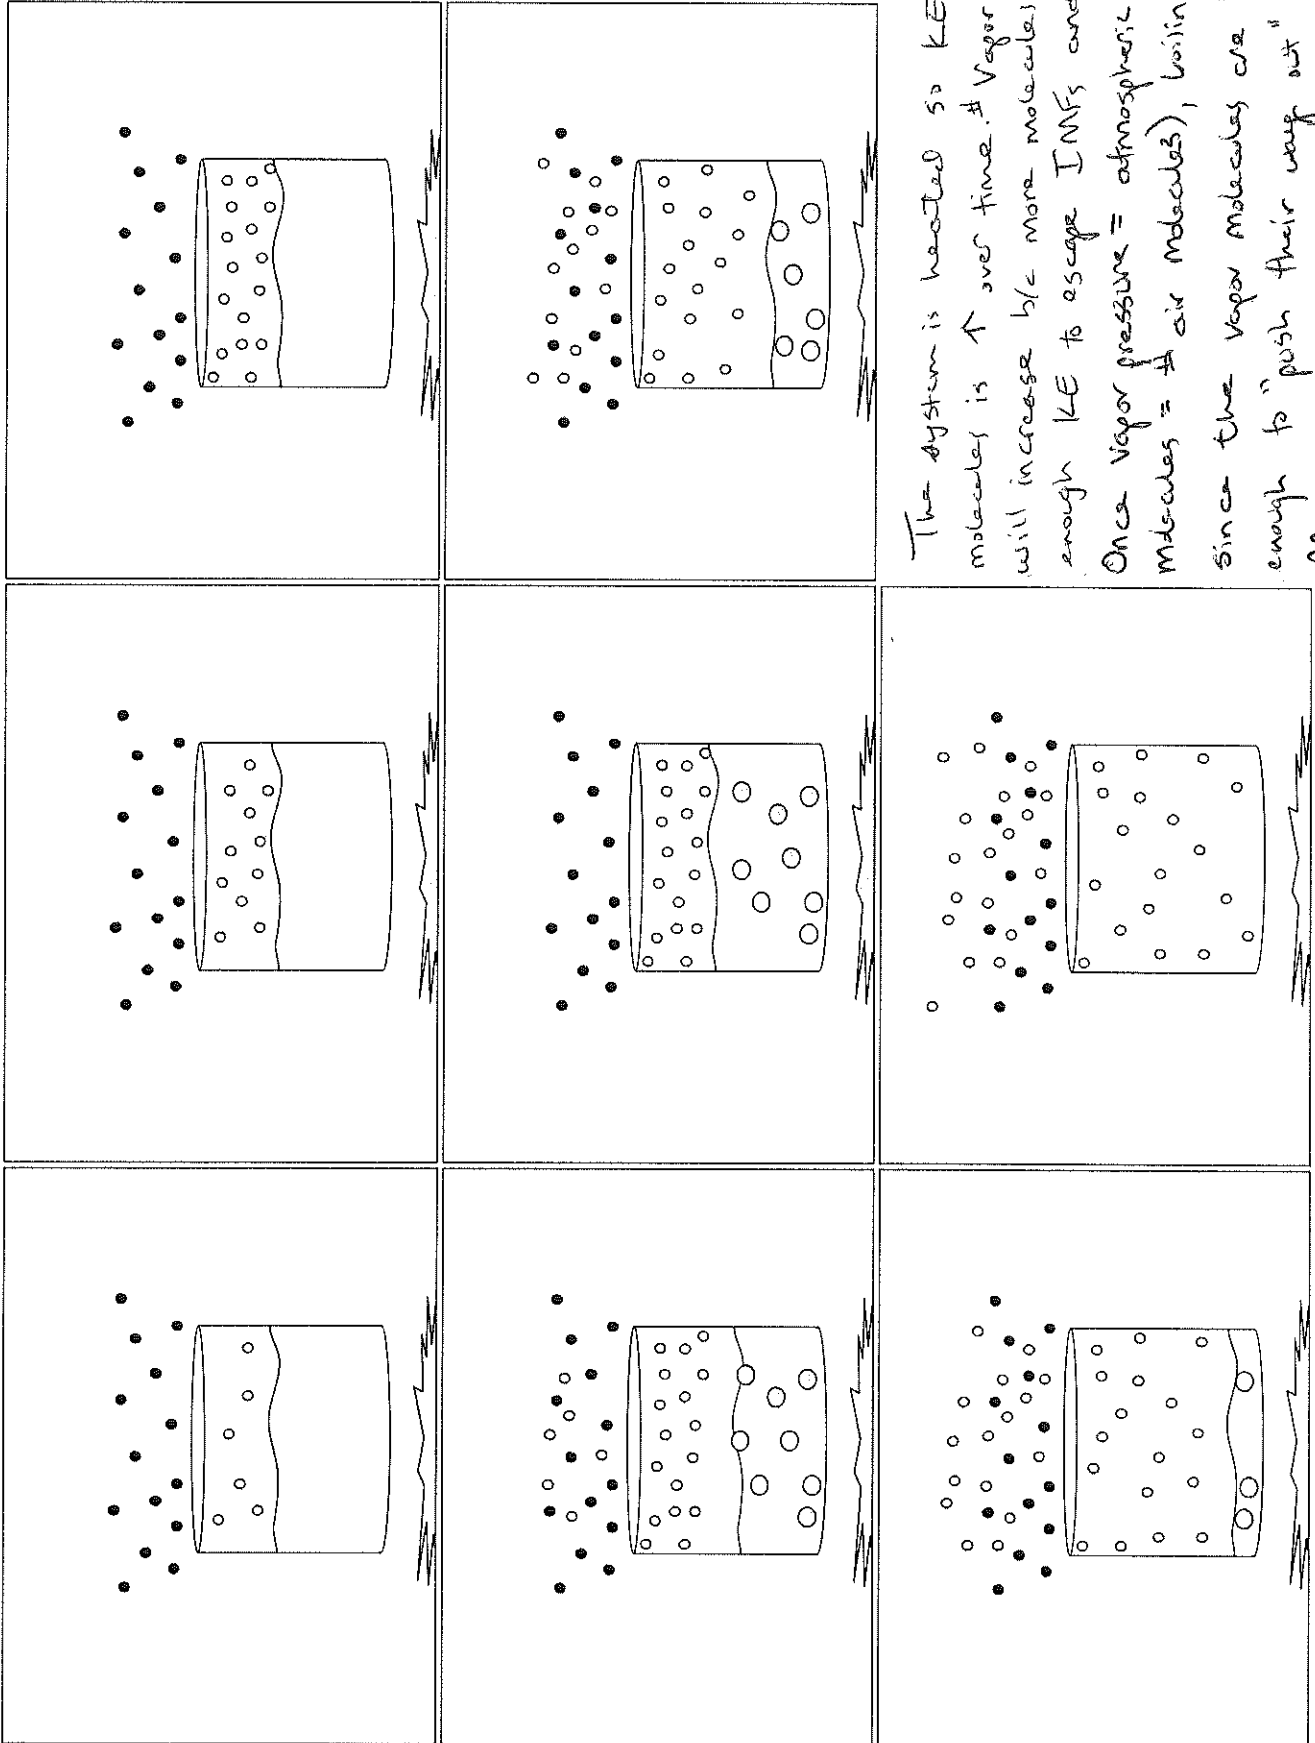 The system is heated so KE
molecules is ↑ over time. # Vapor
will increase b/c more molecules
enough KE to escape IMFs and
Once vapor pressure = atmospheric
molecules = # air molecules), boilin
since the vapor molecules are
enough to "push their way out"